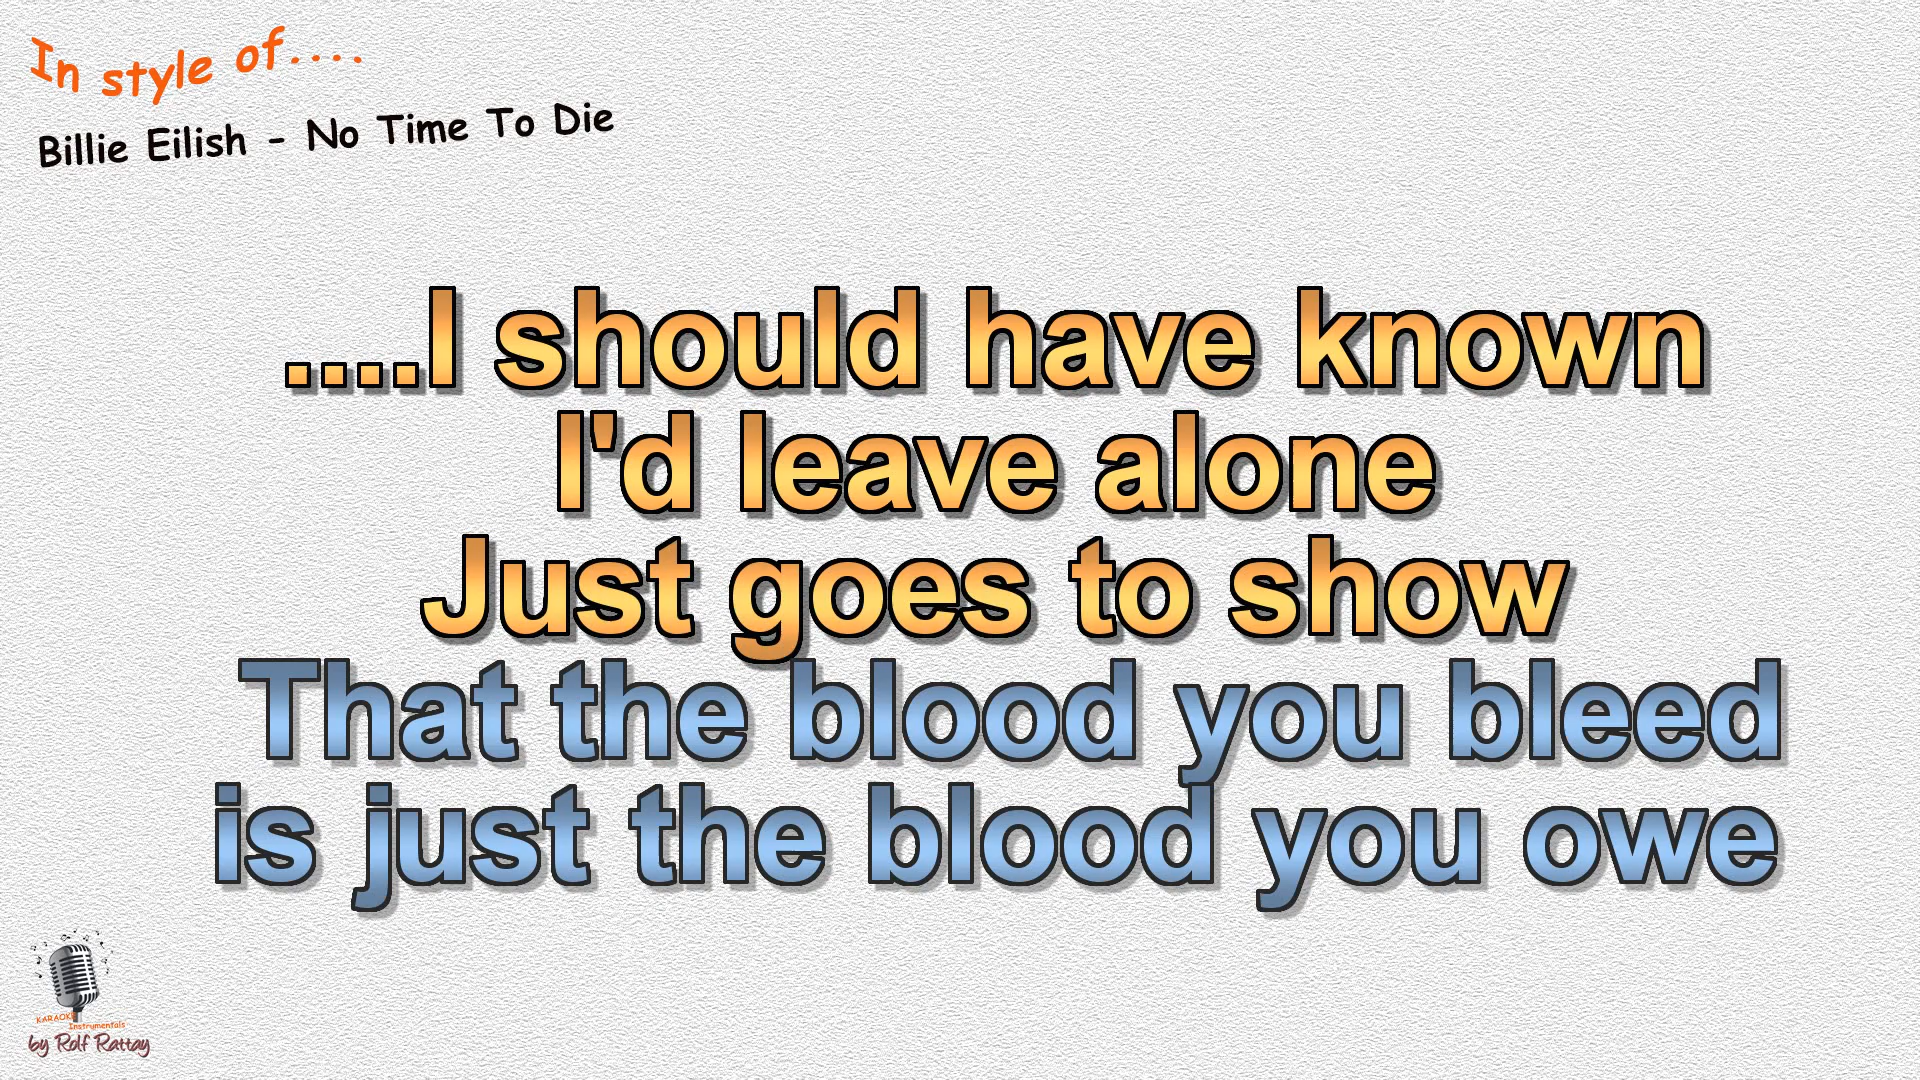 In style of....
Billie Eilish - No Time To Die
....I should have known
I'd leave alone
Just goes to show
That the blood you bleed
is just the blood you owe
KARAOKE
Instrumentals
by Rolf Rattay